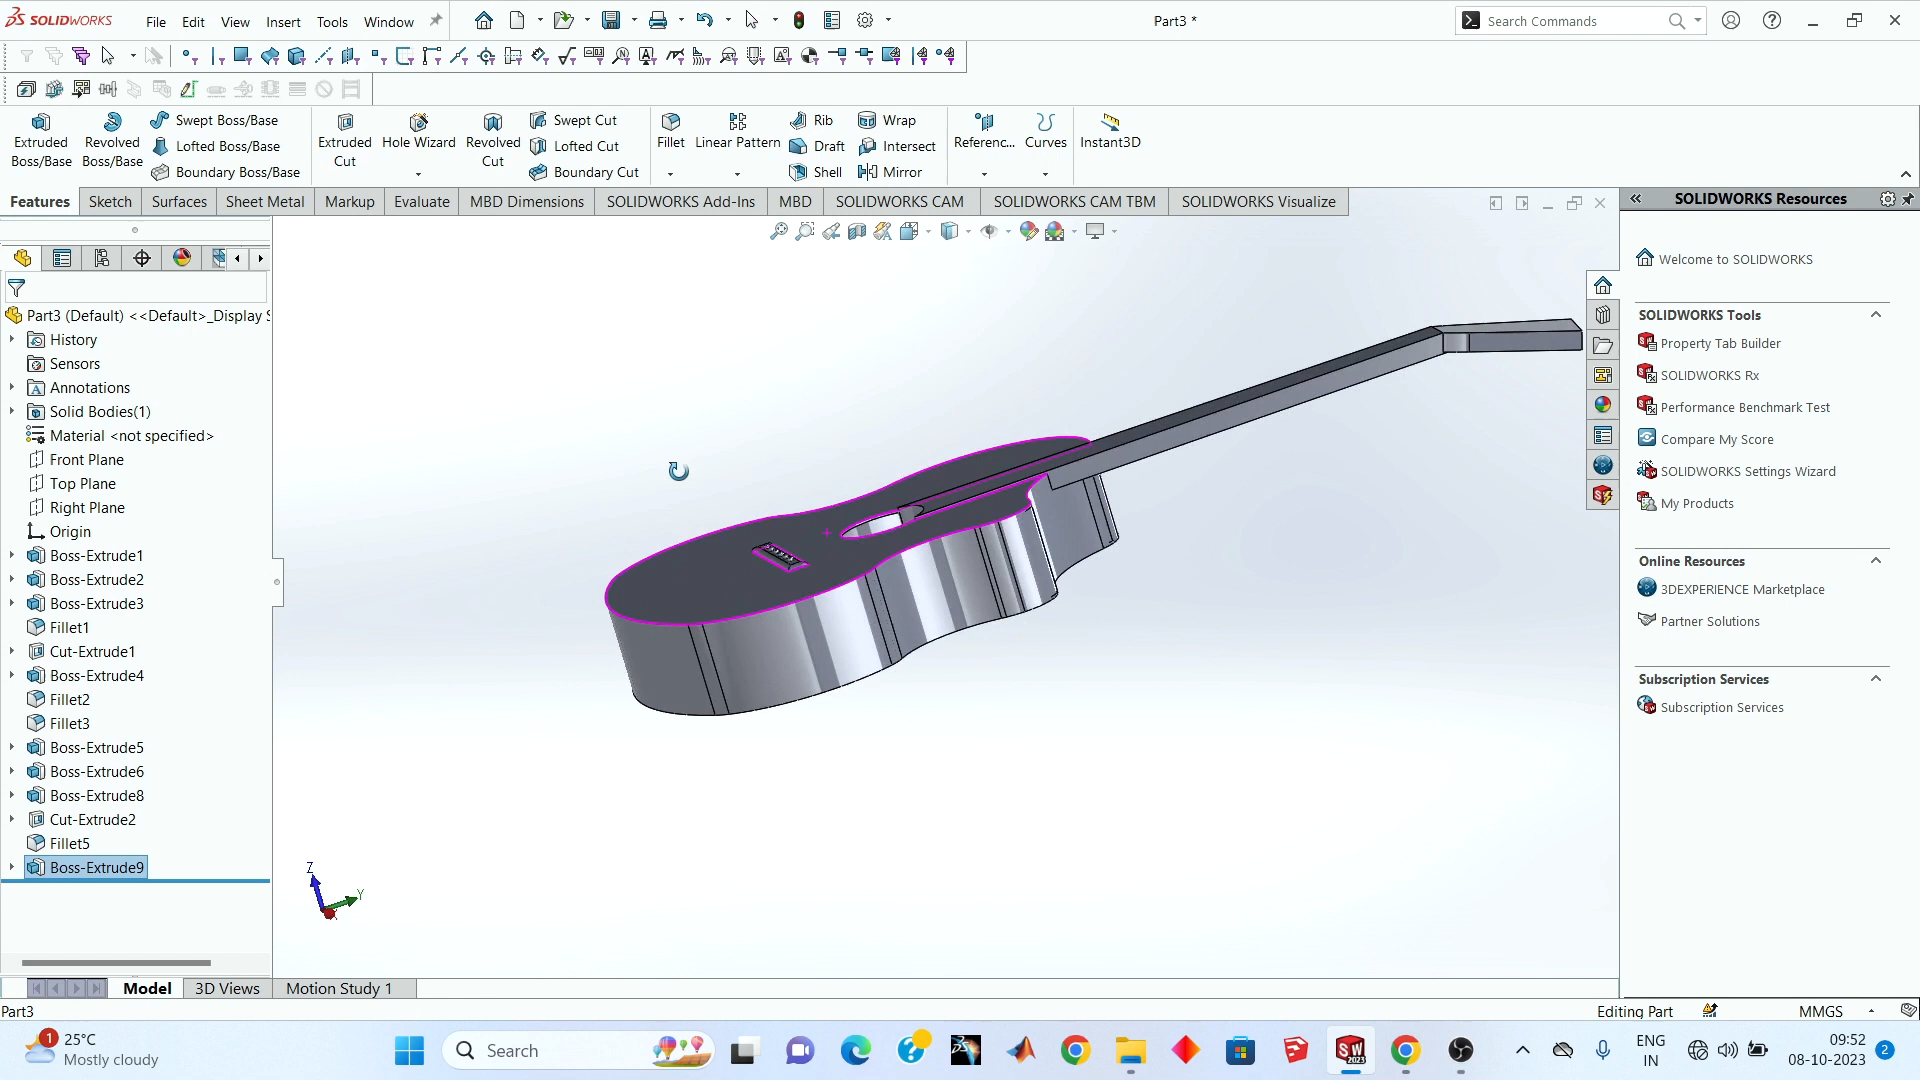 SOLIDWORKS
File Edit View Insert Tools Window
Part3 *
Search Commands
Extruded Boss/Base
Revolved Boss/Base
Swept Boss/Base
Lofted Boss/Base
Boundary Boss/Base
Extruded Cut
Hole Wizard
Revolved Cut
Swept Cut
Lofted Cut
Boundary Cut
Fillet
Linear Pattern
Rib
Draft
Shell
Wrap
Intersect
Mirror
Referenc...
Curves
Instant3D
Features Sketch Surfaces Sheet Metal Markup Evaluate MBD Dimensions SOLIDWORKS Add-Ins MBD SOLIDWORKS CAM SOLIDWORKS CAM TBM SOLIDWORKS Visualize
Part3 (Default) <<Default>_Display S
History
Sensors
Annotations
Solid Bodies(1)
Material <not specified>
Front Plane
Top Plane
Right Plane
Origin
Boss-Extrude1
Boss-Extrude2
Boss-Extrude3
Fillet1
Cut-Extrude1
Boss-Extrude4
Fillet2
Fillet3
Boss-Extrude5
Boss-Extrude6
Boss-Extrude8
Cut-Extrude2
Fillet5
Boss-Extrude9
Z
Y
SOLIDWORKS Resources
Welcome to SOLIDWORKS
SOLIDWORKS Tools
Property Tab Builder
SOLIDWORKS Rx
Performance Benchmark Test
Compare My Score
SOLIDWORKS Settings Wizard
My Products
Online Resources
3DEXPERIENCE Marketplace
Partner Solutions
Subscription Services
Subscription Services
Model 3D Views Motion Study 1
Part3
Editing Part
MMGS
1
25°C
Mostly cloudy
Search
SW
2023
ENG
IN
09:52
08-10-2023
2